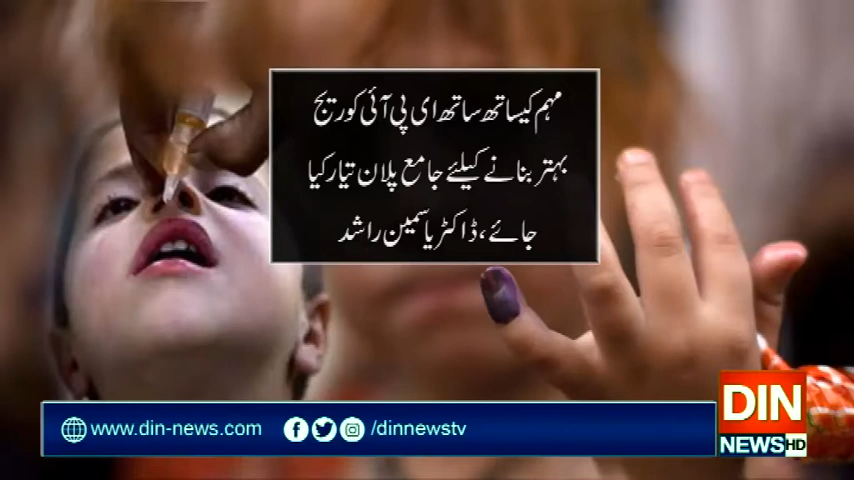 مہم کیساتھ ساتھ ای پی آئی کوریج
بہتر بنانے کیلئے جامع پلان تیار کیا
جائے، ڈاکٹر یاسمین راشد
www.din-news.com
/dinnewstv
DIN
NEWS HD